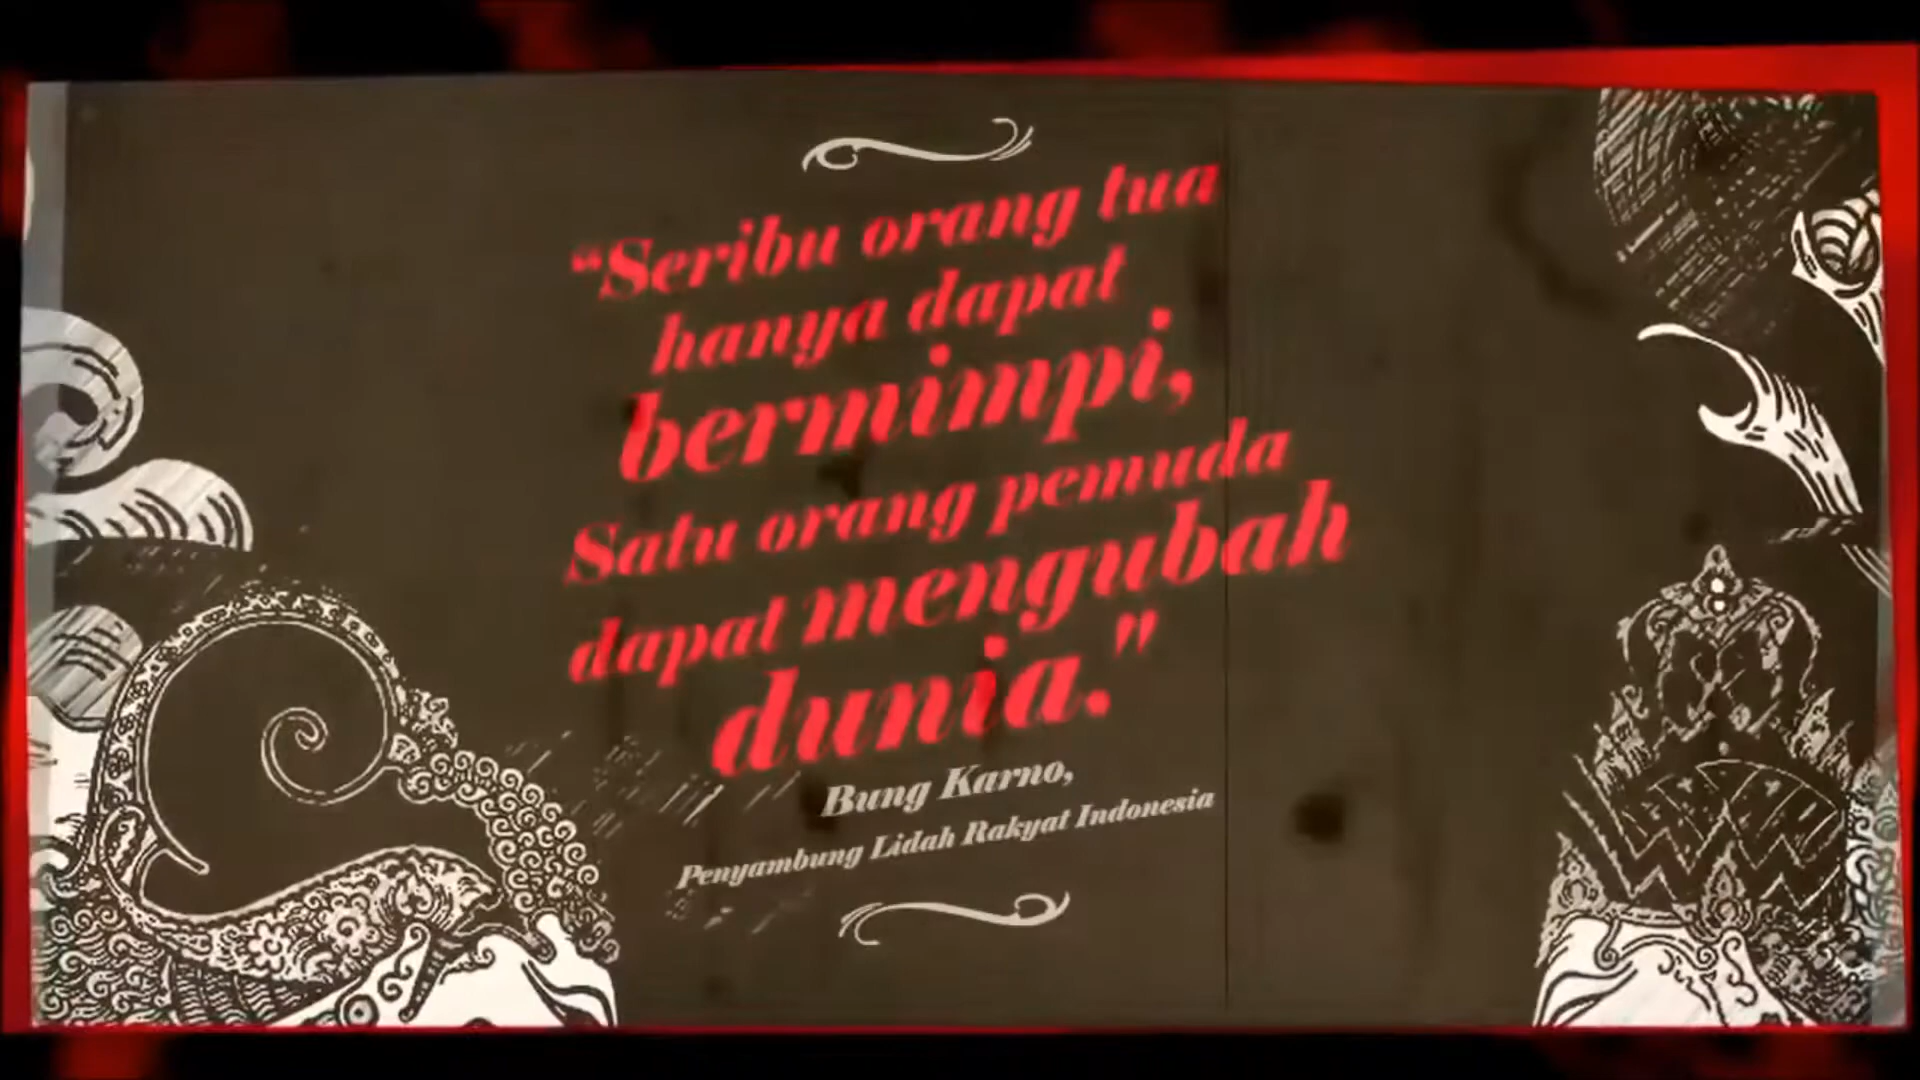 “Seribu orang tua
hanya dapat
bermimpi,
Satu orang pemuda
dapat mengubah
dunia."
Bung Karno,
Penyambung Lidah Rakyat Indonesia